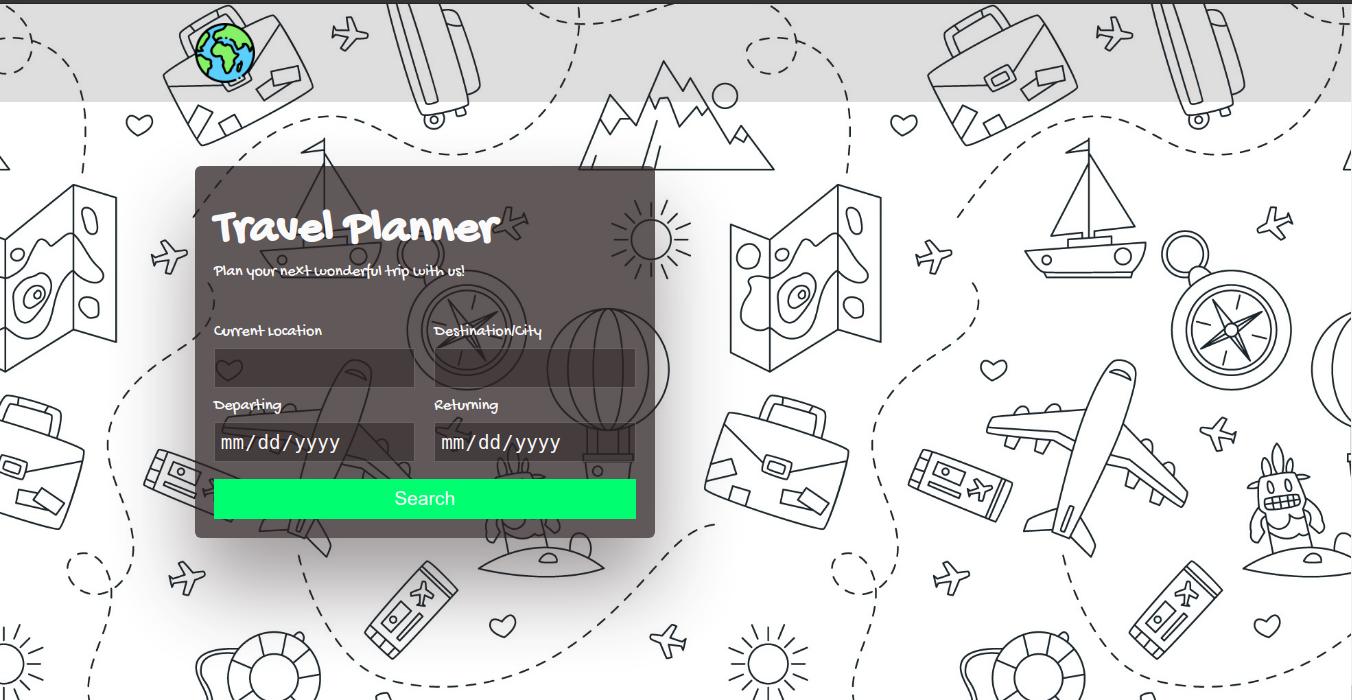 Travel Planner
Plan your next wonderful trip with us!
Current Location Destination/City
Departing Returning
mm/dd/yyyy mm/dd/yyyy
Search